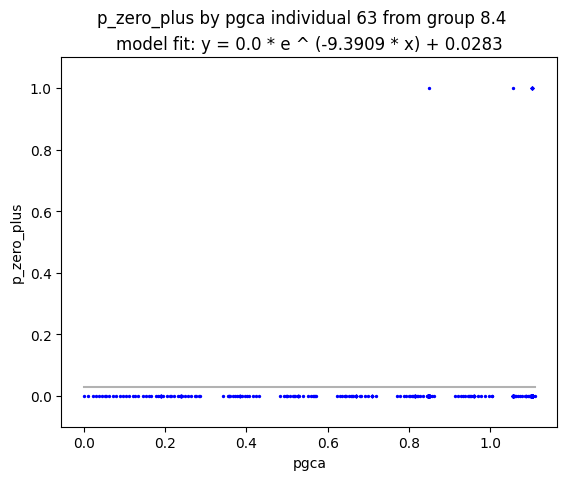 p_zero_plus by pgca individual 63 from group 8.4
model fit: y = 0.0 * e ^ (-9.3909 * x) + 0.0283
1.0
0.8
0.6
0.4
0.2
0.0
p_zero_plus
0.0 0.2 0.4 0.6 0.8 1.0
pgca